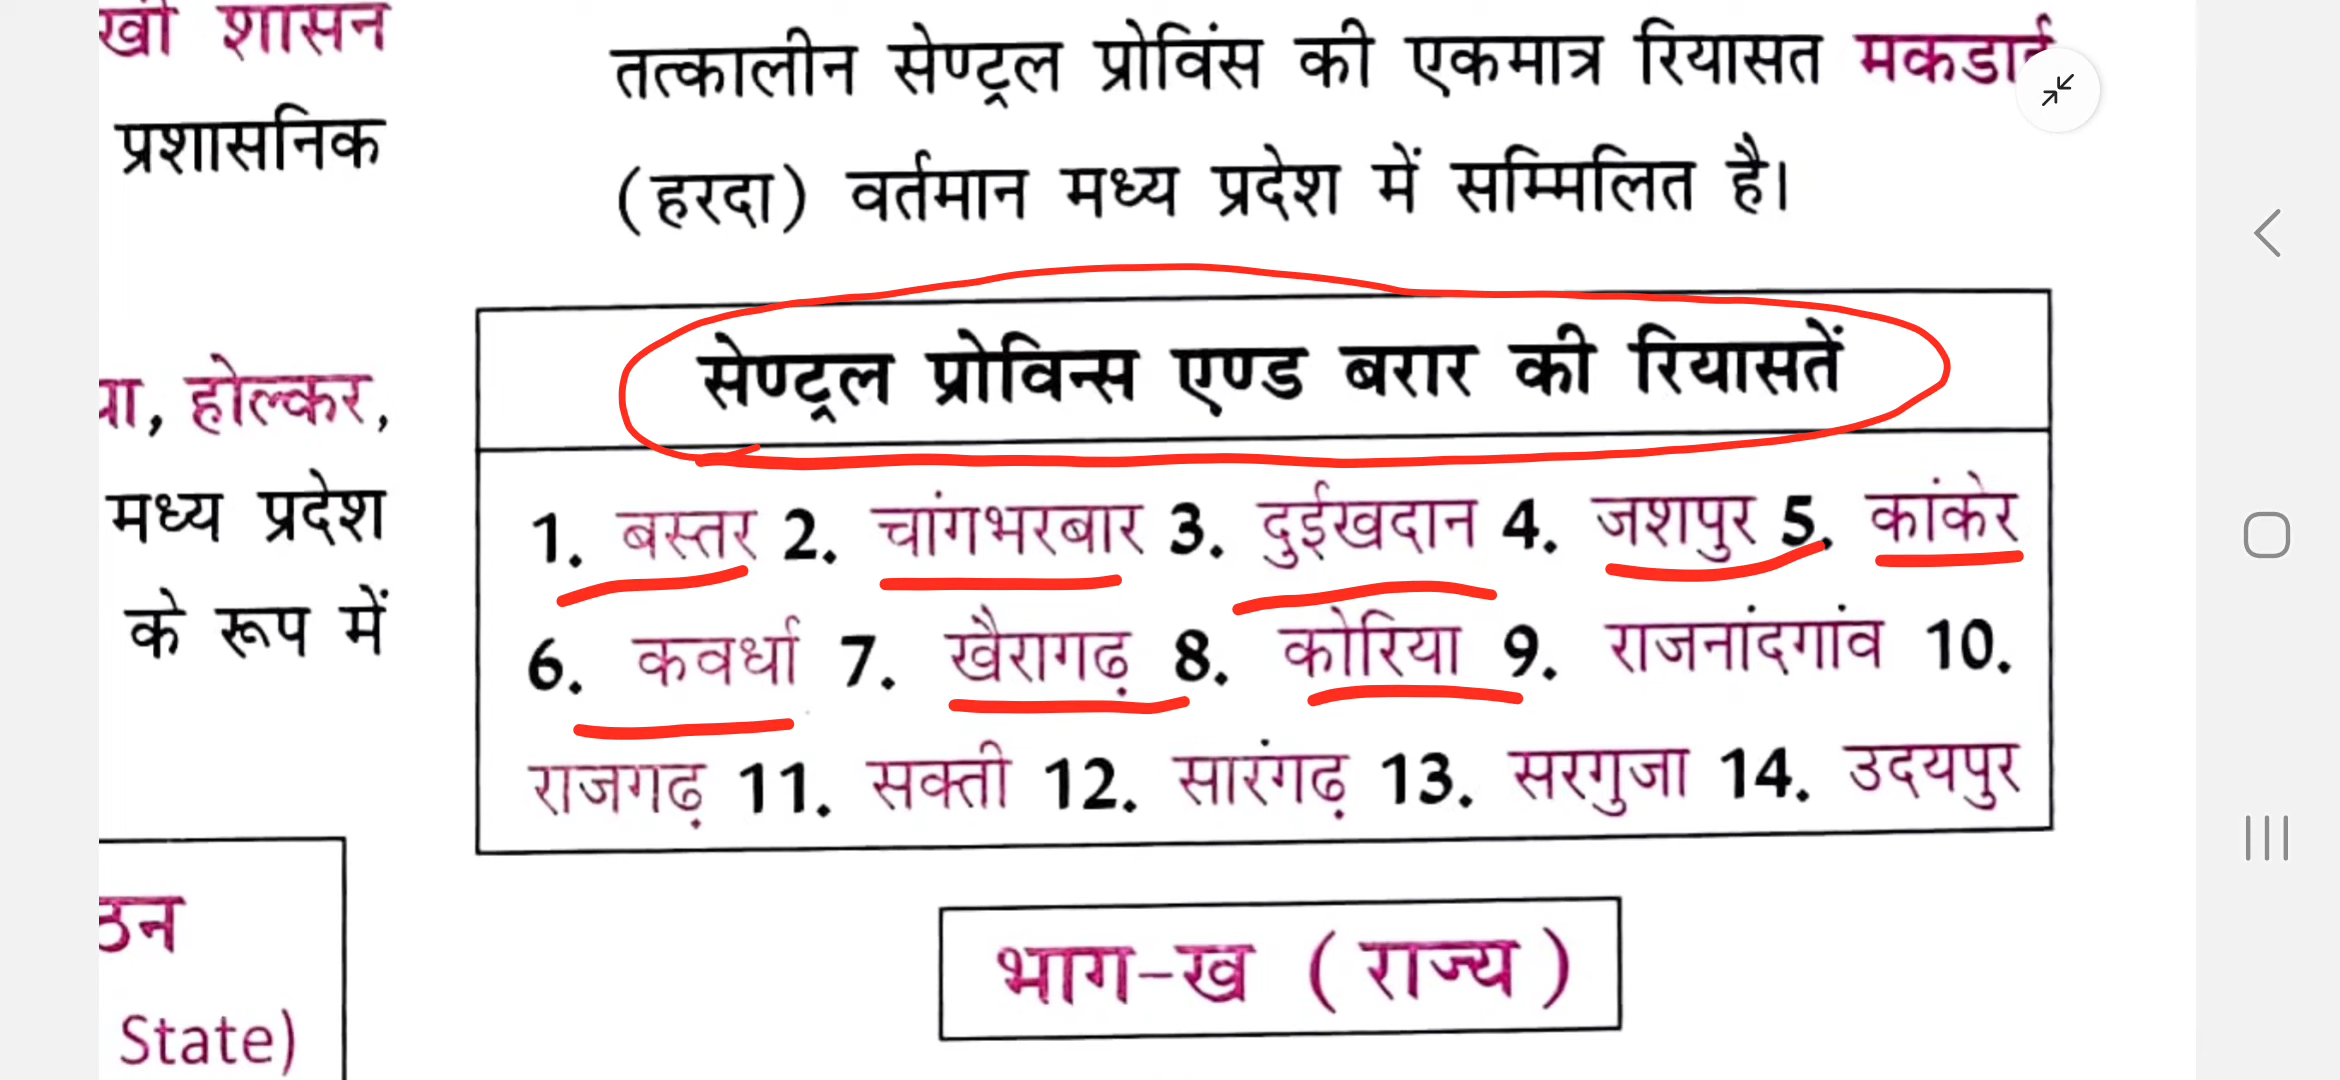 शासन
प्रशासनिक
होल्कर,
मध्य प्रदेश
के रूप में
State)
तत्कालीन सेण्ट्रल प्रोविंस की एकमात्र रियासत
(हरदा) वर्तमान मध्य प्रदेश में सम्मिलित है।
सेण्ट्रल प्रोविन्स एण्ड बरार की रियासतें
1. बस्तर 2. चांगभरबार 3. दुईखदान 4. जशपुर 5. कांकेर
6. कवर्धा 7. खैरागढ़ 8. कोरिया 9. राजनांदगांव 10.
राजगढ़ 11. सक्ती 12. सारंगढ़ 13. सरगुजा 14. उदयपुर
भाग-ख (राज्य)